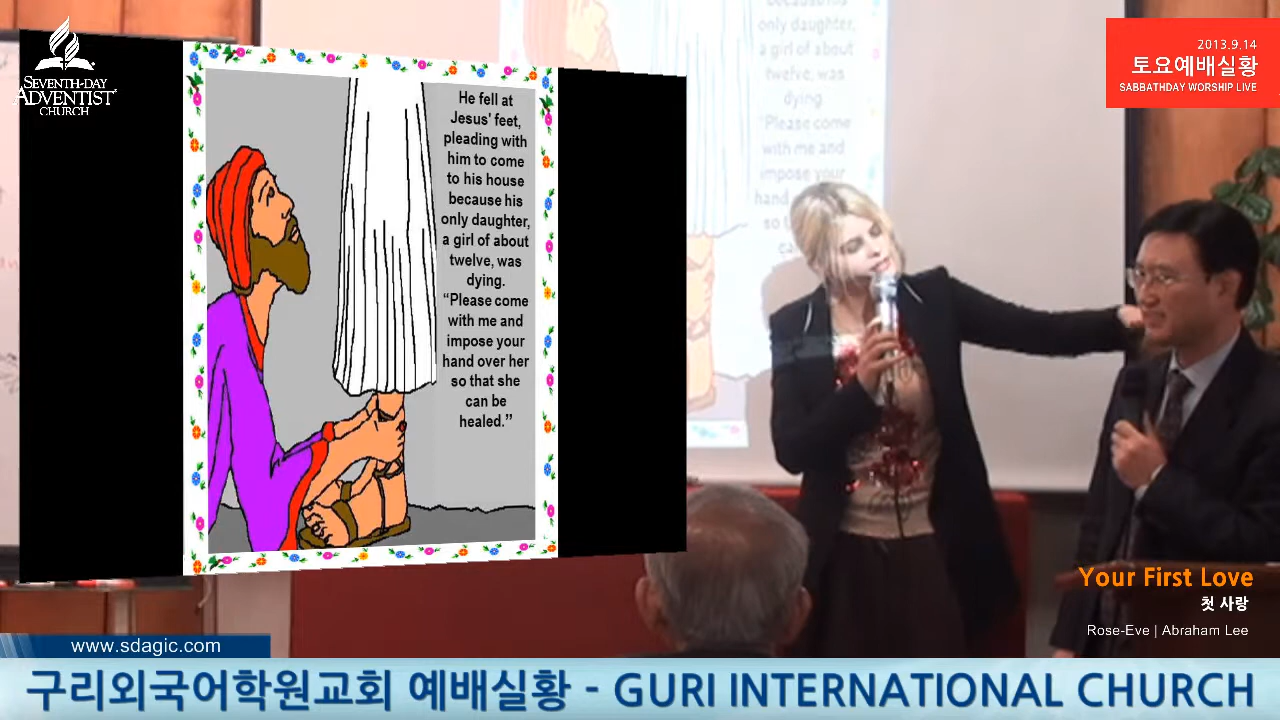 SEVENTH-DAY
ADVENTIST
CHURCH
2013.9.14
토요예배실황
SABBATHDAY WORSHIP LIVE
He fell at
Jesus' feet,
pleading with
him to come
to his house
because his
only daughter,
a girl of about
twelve, was
dying.
“Please come
with me and
impose your
hand over her
so that she
can be
healed.”
only daughter,
a girl of about
twelve, was
dying
"Please come
with me and
impose your
hand
so t
ca
Your First Love
첫 사랑
Rose-Eve | Abraham Lee
www.sdagic.com
구리외국어학원교회 예배실황 - GURI INTERNATIONAL CHURCH